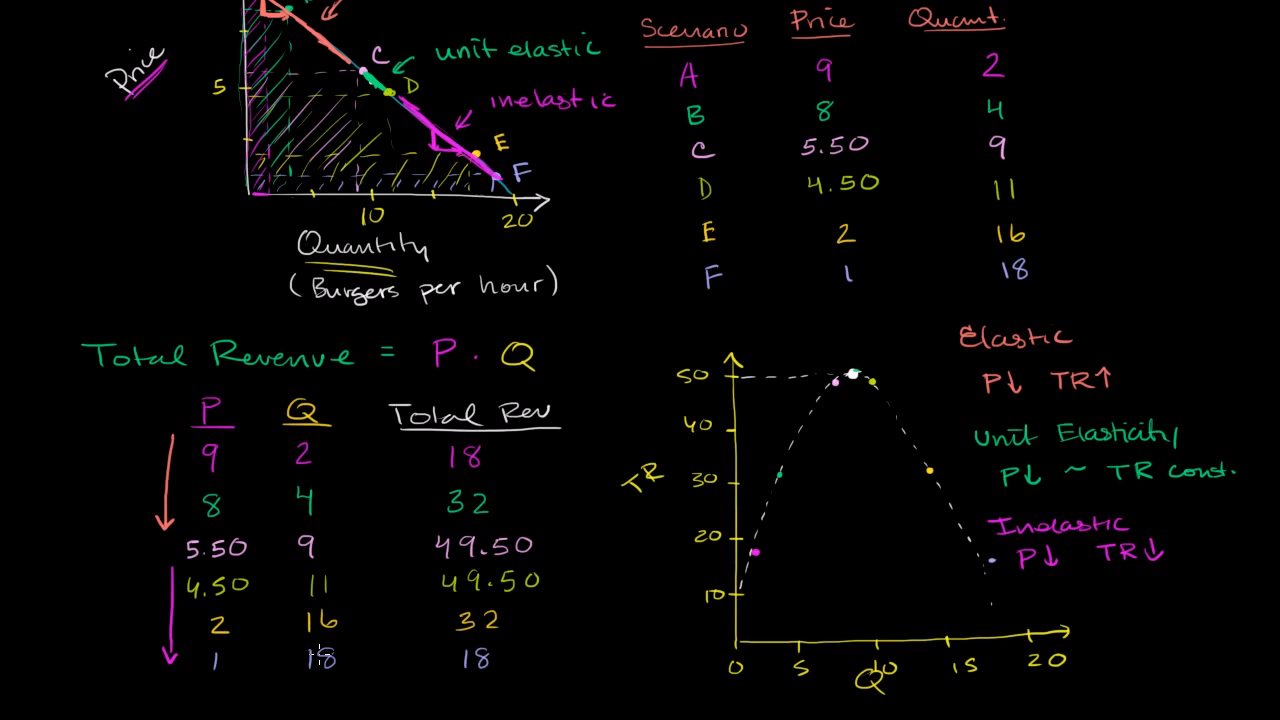 Price
5
C
unit elastic
D
inelastic
E
F
10
20
Quantity
(Burgers per hour)
Scenario Price Quant.
A 9 2
B 8 4
C 5.50 9
D 4.50 11
E 2 16
F 1 18
Total Revenue = P · Q
P Q Total Rev
9 2 18
8 4 32
5.50 9 49.50
4.50 11 49.50
2 16 32
1 18 18
TR
50
40
30
20
10
0 5 10 15 20
Q
Elastic
P↓ TR↑
Unit Elasticity
P↓ ~ TR const.
Inelastic
P↓ TR↓